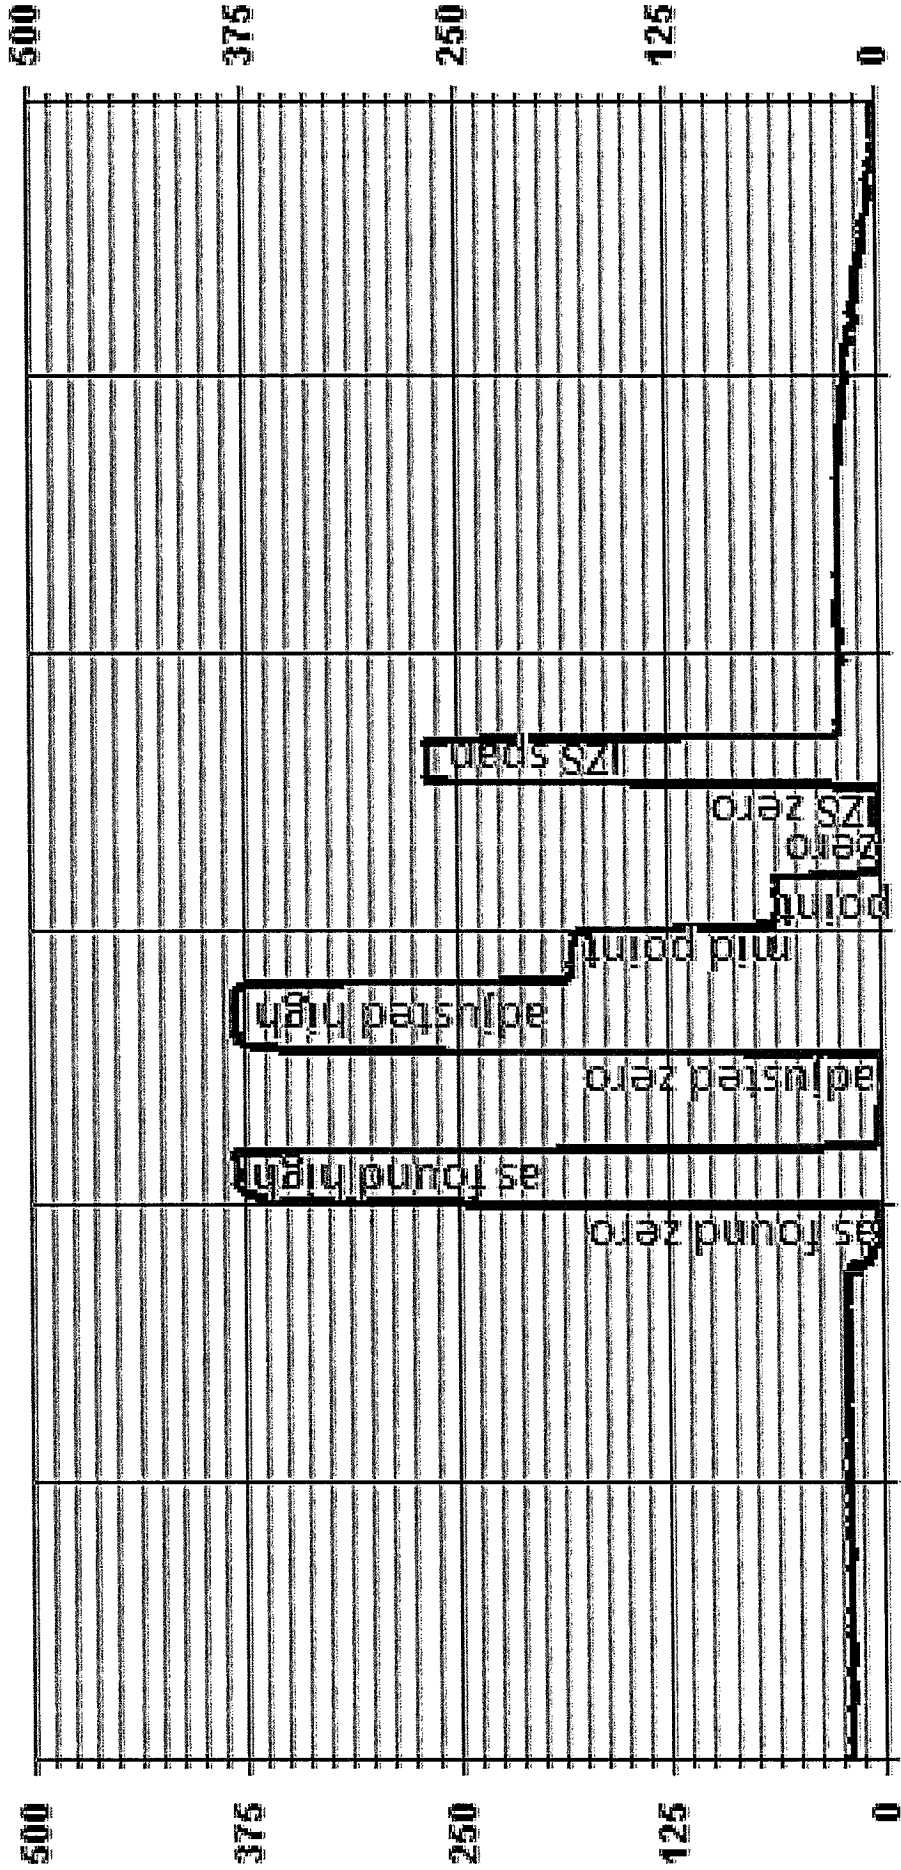 500
375
250
125
0
as found zero
as found high
adjusted zero
adjusted high
mid point
point
zero
IZS zero
IZS span
500
375
250
125
0